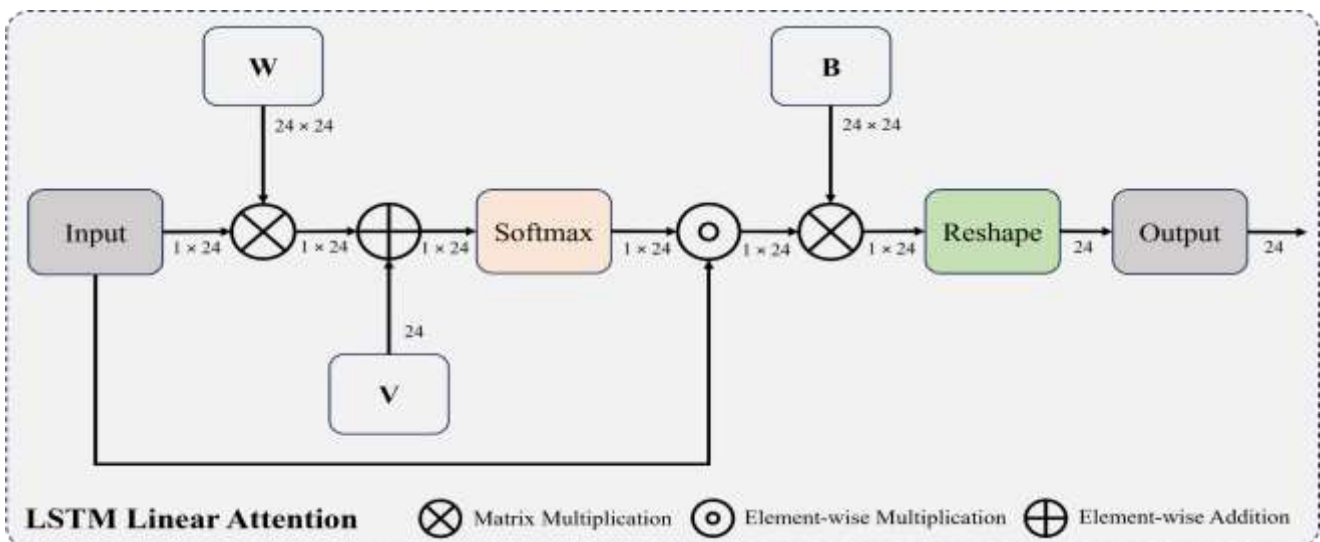 W
B
24 × 24
24 × 24
Input
Softmax
Reshape
Output
1 × 24
1 × 24
1 × 24
1 × 24
1 × 24
1 × 24
24
24
24
V
LSTM Linear Attention
Matrix Multiplication
Element-wise Multiplication
Element-wise Addition